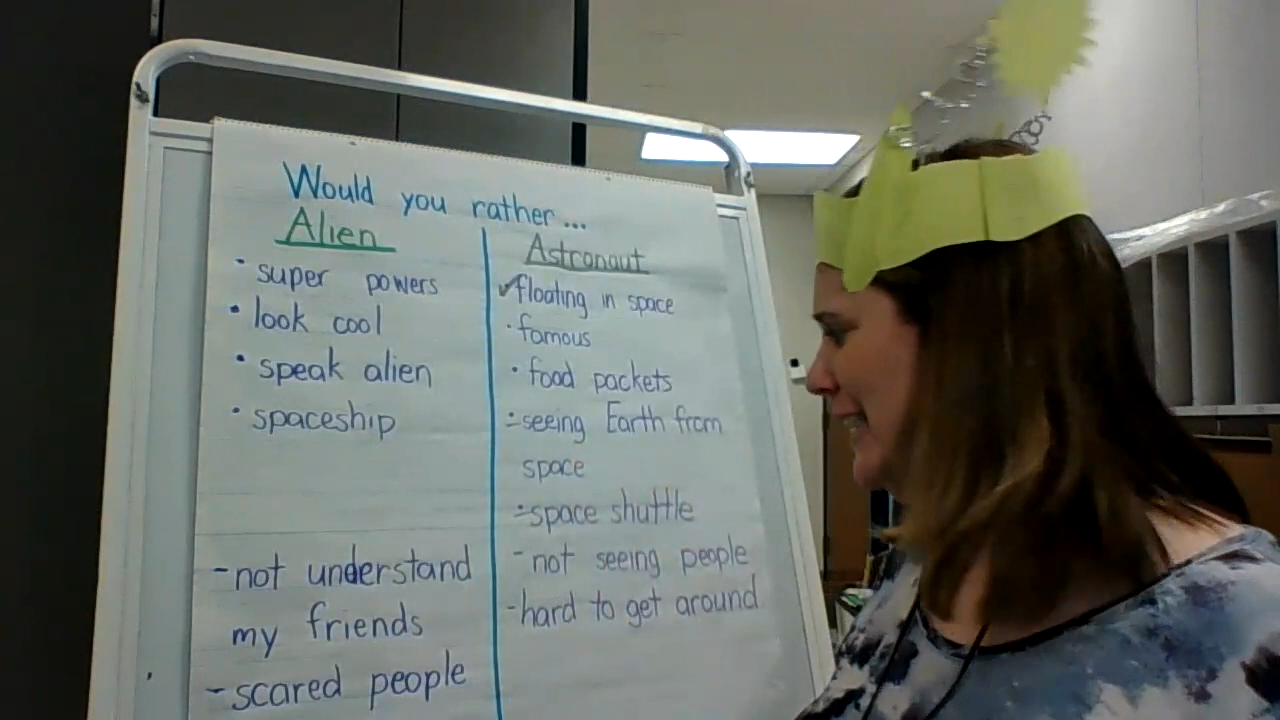 Would you rather...
Alien
• super powers
• look cool
• speak alien
• spaceship
-not understand
my friends
-scared people
Astronaut
✓floating in space
• famous
• food packets
-seeing Earth from
space
-space shuttle
-not seeing people
-hard to get around